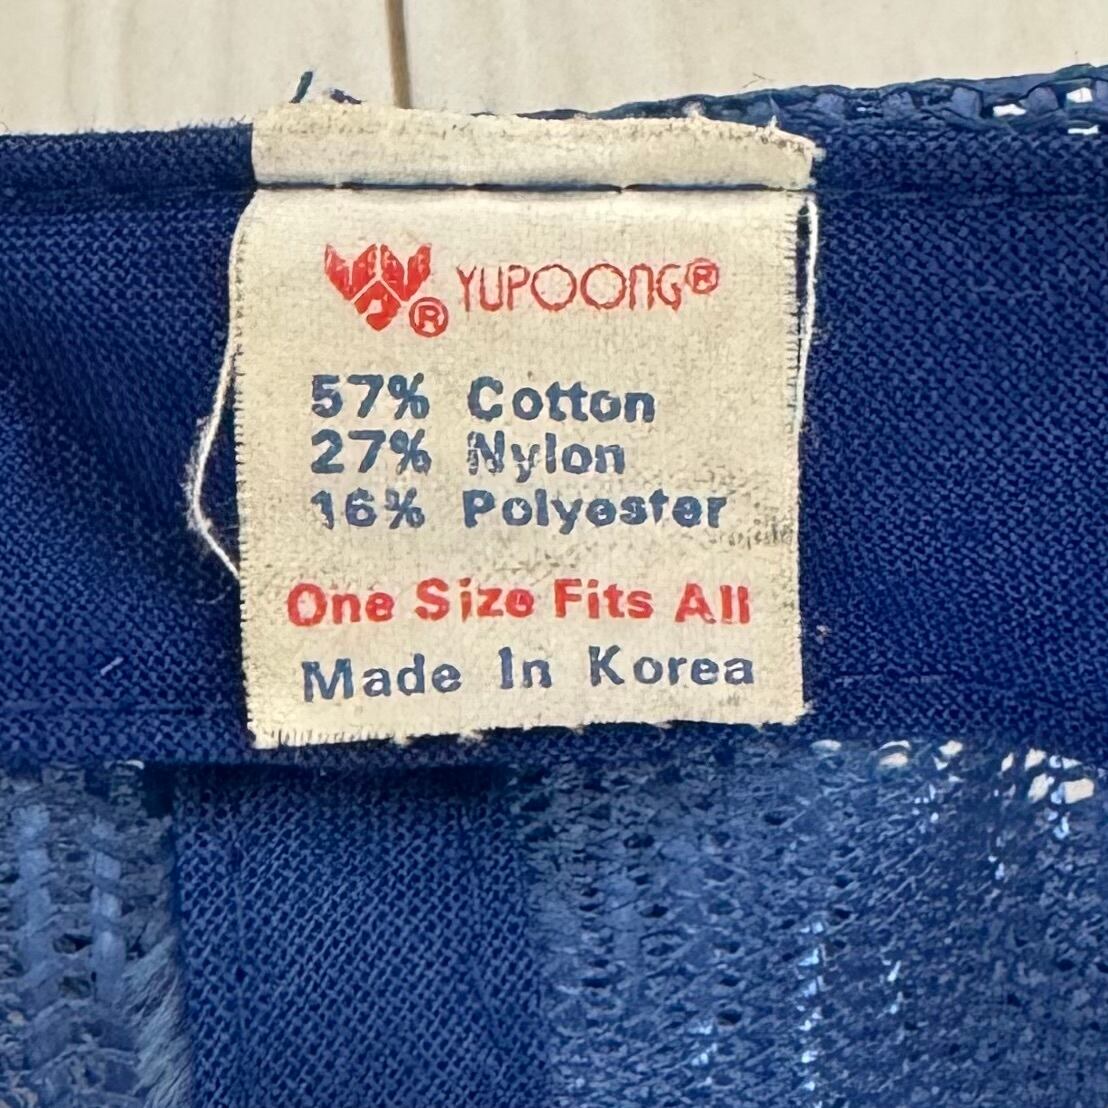 ® YUPOONG®
57% Cotton
27% Nylon
16% Polyester
One Size Fits All
Made In Korea